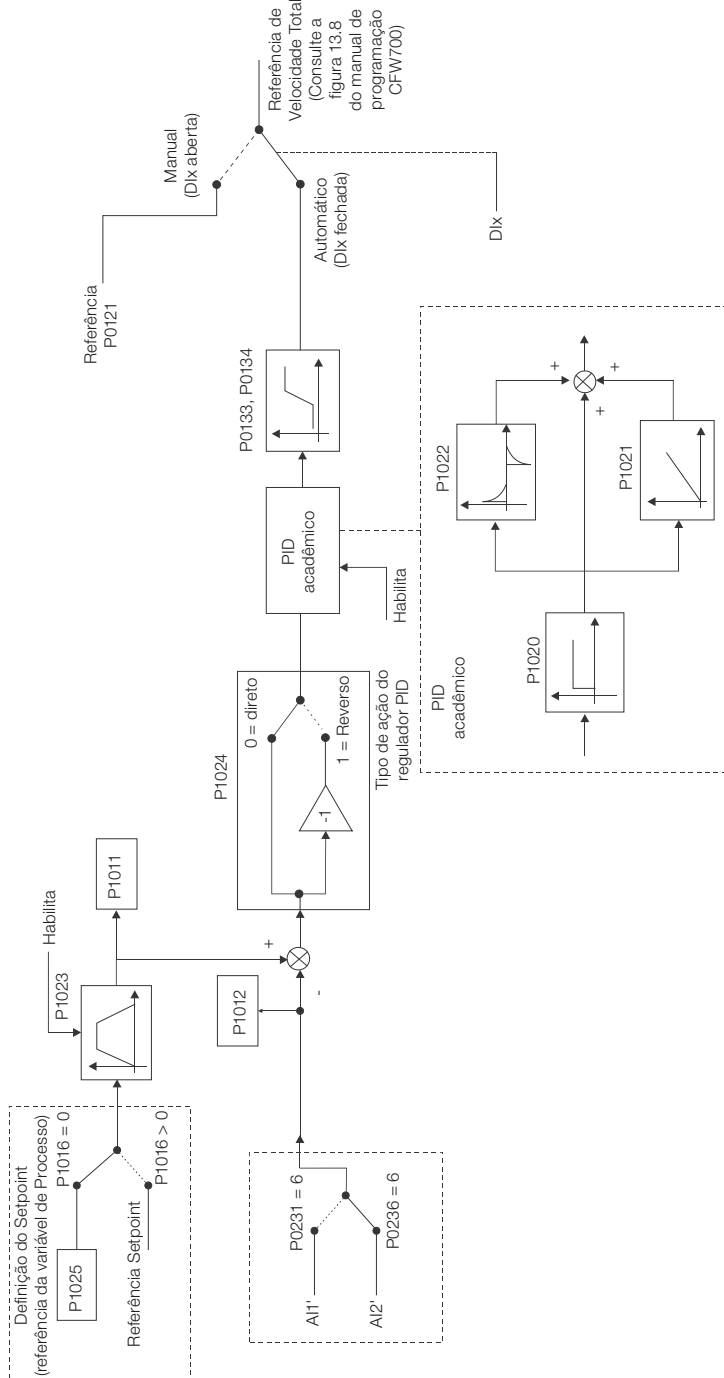 Definição do Setpoint
(referência da variável de Processo)
P1025
P1016 = 0
Referência Setpoint
P1016 > 0
P1023
Habilita
P1011
AI1'
P0231 = 6
AI2'
P0236 = 6
P1012
+
-
P1024
0 = direto
-1
1 = Reverso
Tipo de ação do
regulador PID
PID
acadêmico
Habilita
P0133, P0134
Referência
P0121
Manual
(DIx aberta)
Automático
(DIx fechada)
Referência de
Velocidade Total
(Consulte a
figura 13.8
do manual de
programação
CFW700)
DIx
PID
acadêmico
P1020
P1022
P1021
+
+
+